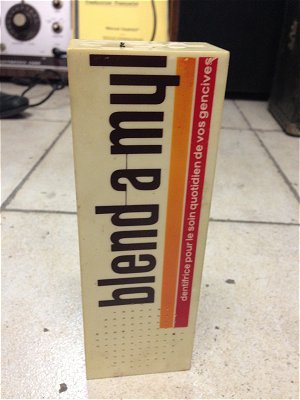 blend a myl
dentifrice pour le soin quotidien de vos gencives